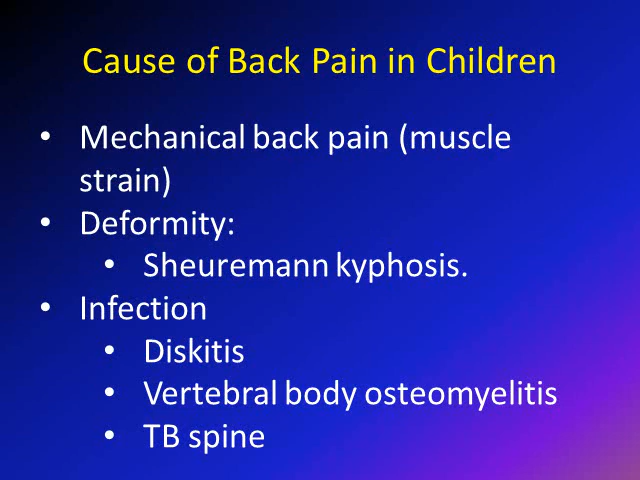 Cause of Back Pain in Children
• Mechanical back pain (muscle
strain)
• Deformity:
• Sheuremann kyphosis.
• Infection
• Diskitis
• Vertebral body osteomyelitis
• TB spine